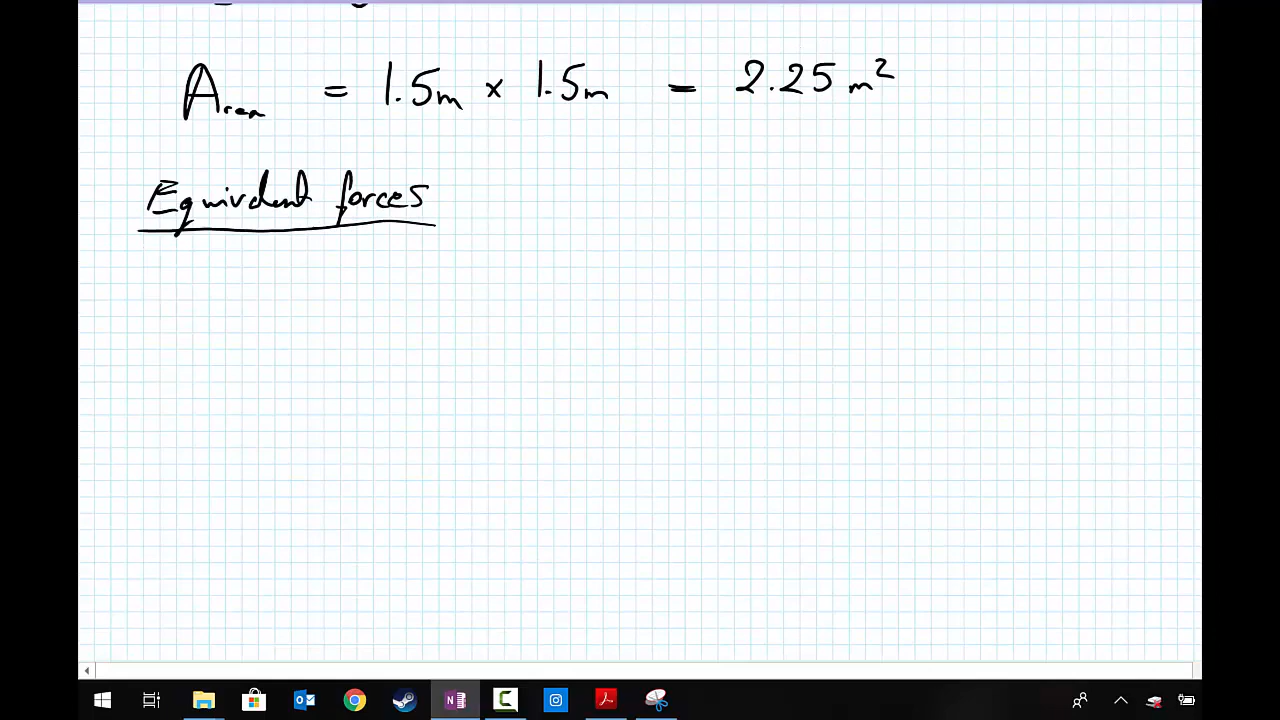 Area = 1.5m × 1.5m = 2.25 m²
Equivalent forces